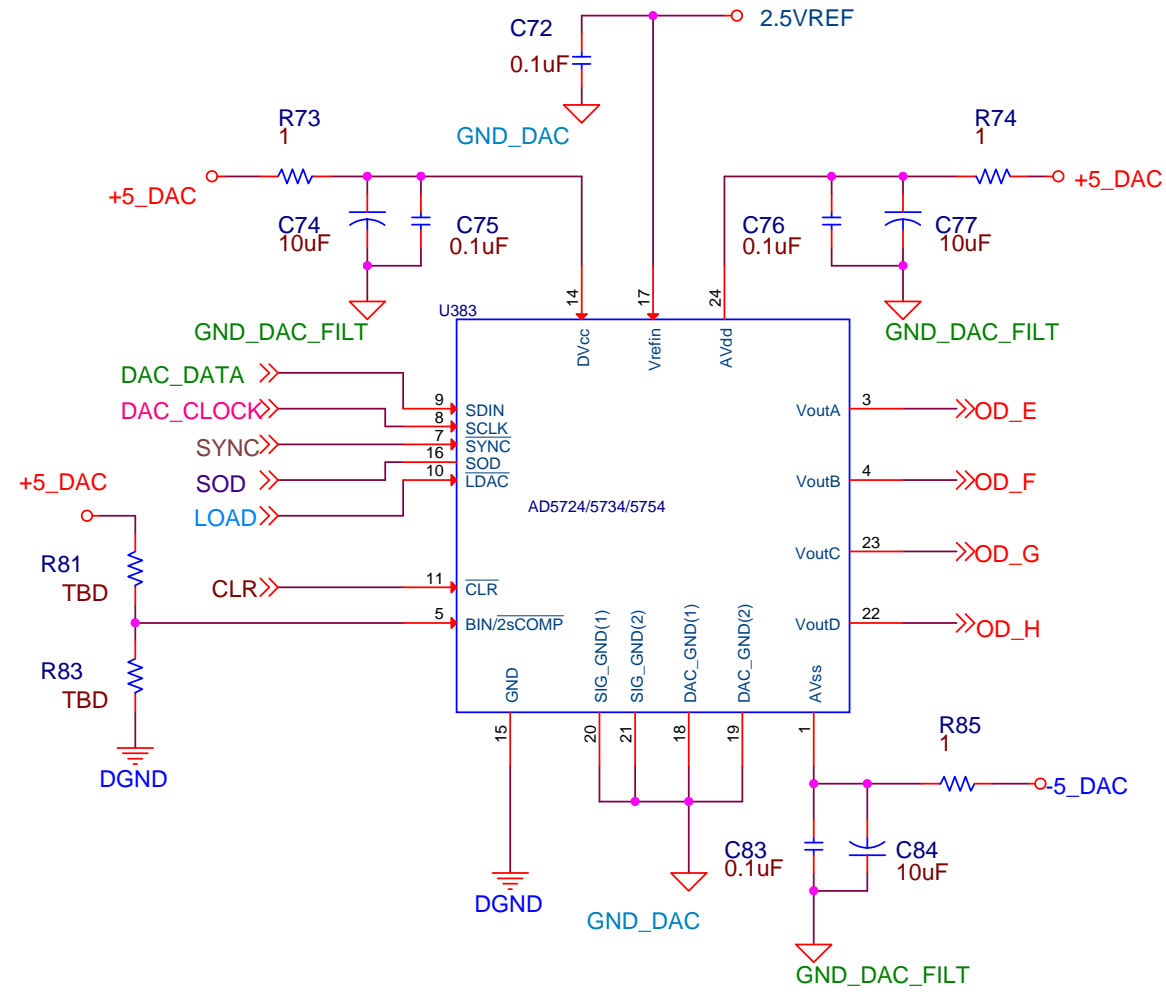 C72
0.1uF
2.5VREF
GND_DAC
R73
1
+5_DAC
C74
10uF
C75
0.1uF
GND_DAC_FILT
R74
1
+5_DAC
C76
0.1uF
C77
10uF
GND_DAC_FILT
14
17
24
U383
DVcc
Vrefin
AVdd
DAC_DATA
9
SDIN
DAC_CLOCK
8
SCLK
SYNC
7
SYNC
SOD
16
SOD
LOAD
10
LDAC
CLR
11
CLR
5
BIN/2sCOMP
AD5724/5734/5754
VoutA
3
OD_E
VoutB
4
OD_F
VoutC
23
OD_G
VoutD
22
OD_H
+5_DAC
R81
TBD
R83
TBD
DGND
GND
SIG_GND(1)
SIG_GND(2)
DAC_GND(1)
DAC_GND(2)
AVss
15
20
21
18
19
1
DGND
GND_DAC
R85
1
-5_DAC
C83
0.1uF
C84
10uF
GND_DAC_FILT